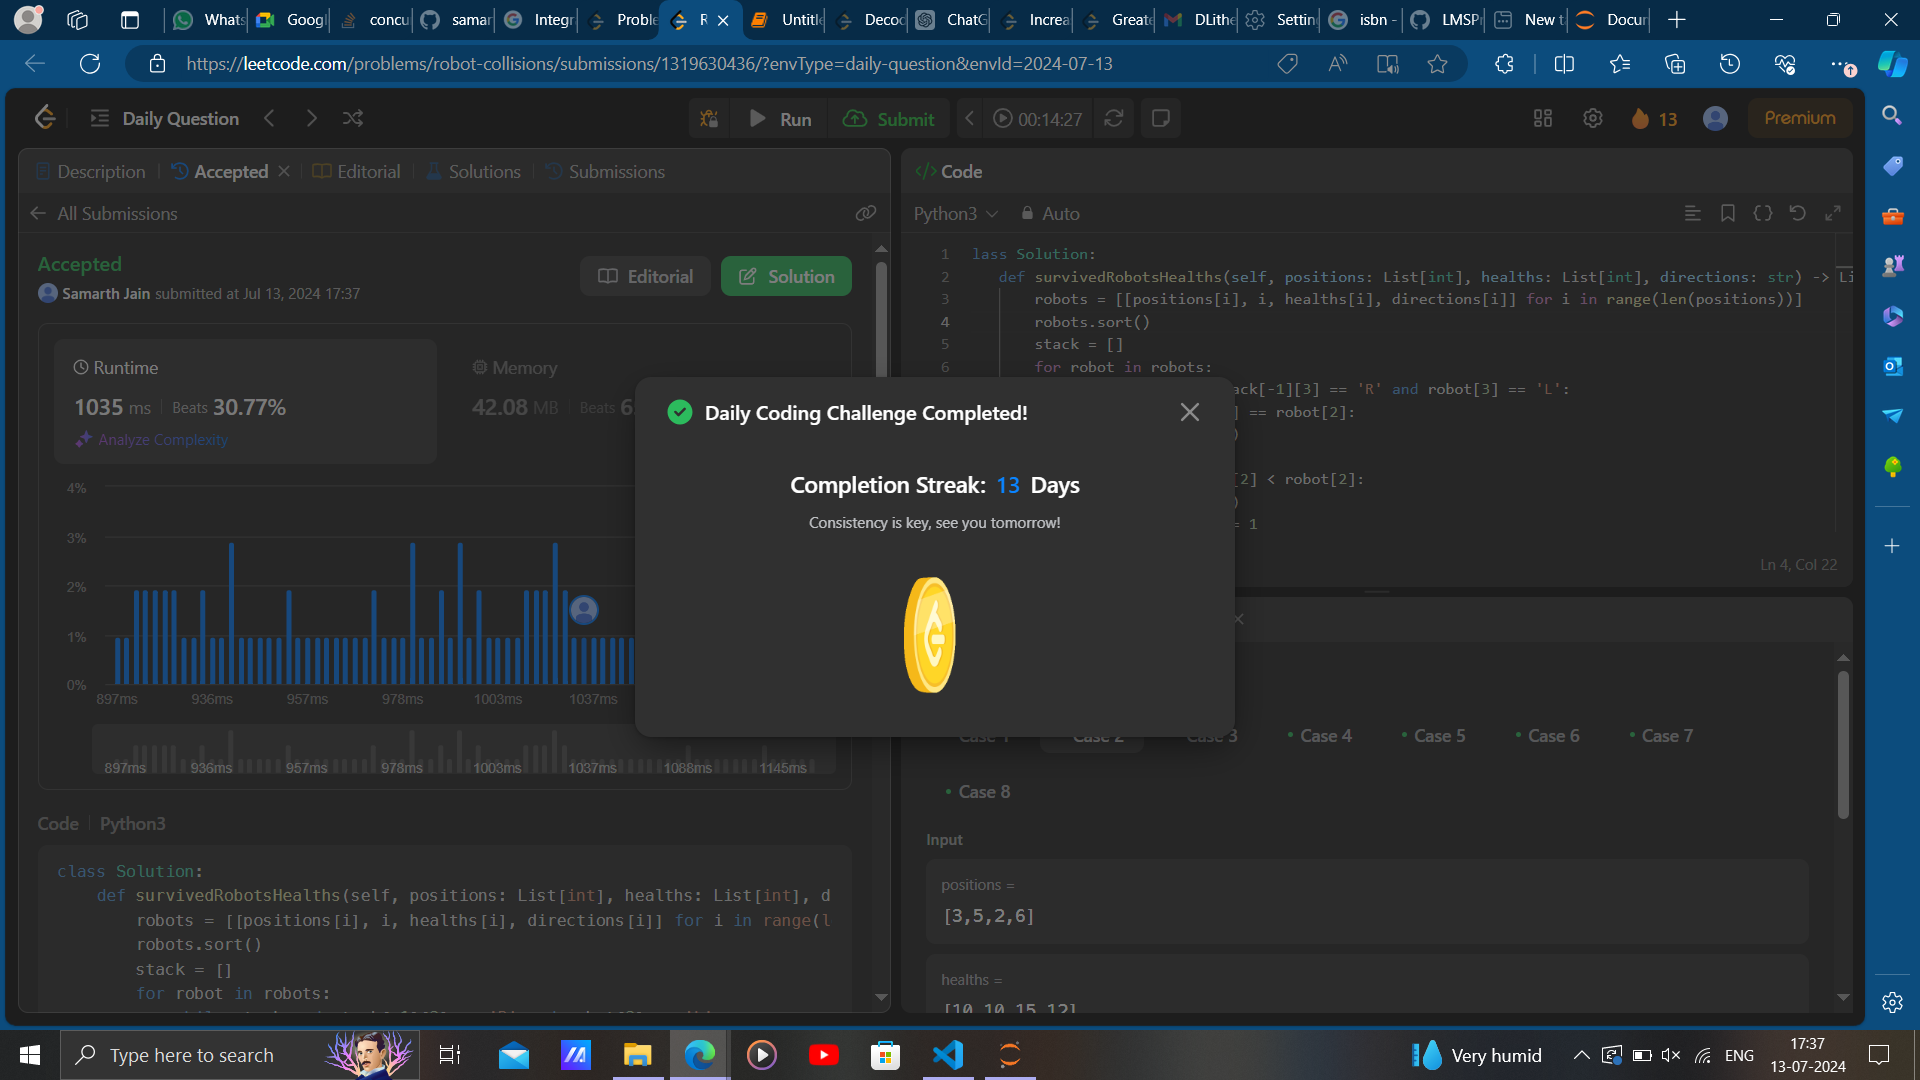 Whats
Googl
concu
samar
Integr
Proble
R
Untitle
Decod
ChatG
Increa
Greate
DLithe
Setting
isbn -
LMSPr
New ta
Docun
https://leetcode.com/problems/robot-collisions/submissions/1319630436/?envType=daily-question&envId=2024-07-13
Daily Question
Run
Submit
00:14:27
13
Premium
Description
Accepted
Editorial
Solutions
Submissions
All Submissions
Accepted
Samarth Jain submitted at Jul 13, 2024 17:37
Editorial
Solution
Runtime
1035 ms
Beats 30.77%
Analyze Complexity
Memory
42.08 MB
Beats
4%
3%
2%
1%
0%
897ms 936ms 957ms 978ms 1003ms 1037ms
897ms 936ms 957ms 978ms 1003ms 1037ms 1088ms 1145ms
Code
Python3
class Solution:
def survivedRobotsHealths(self, positions: List[int], healths: List[int], d
robots = [[positions[i], i, healths[i], directions[i]] for i in range(l
robots.sort()
stack = []
for robot in robots:
</> Code
Python3
Auto
1 lass Solution:
2 def survivedRobotsHealths(self, positions: List[int], healths: List[int], directions: str) -> Li
3 robots = [[positions[i], i, healths[i], directions[i]] for i in range(len(positions))]
4 robots.sort()
5 stack = []
6 for robot in robots:
ack[-1][3] == 'R' and robot[3] == 'L':
] == robot[2]:
)
[2] < robot[2]:
)
= 1
Ln 4, Col 22
Daily Coding Challenge Completed!
Completion Streak: 13 Days
Consistency is key, see you tomorrow!
Case 1
Case 2
Case 3
Case 4
Case 5
Case 6
Case 7
Case 8
Input
positions =
[3,5,2,6]
healths =
[10,10,15,12]
Type here to search
Very humid
ENG
17:37
13-07-2024